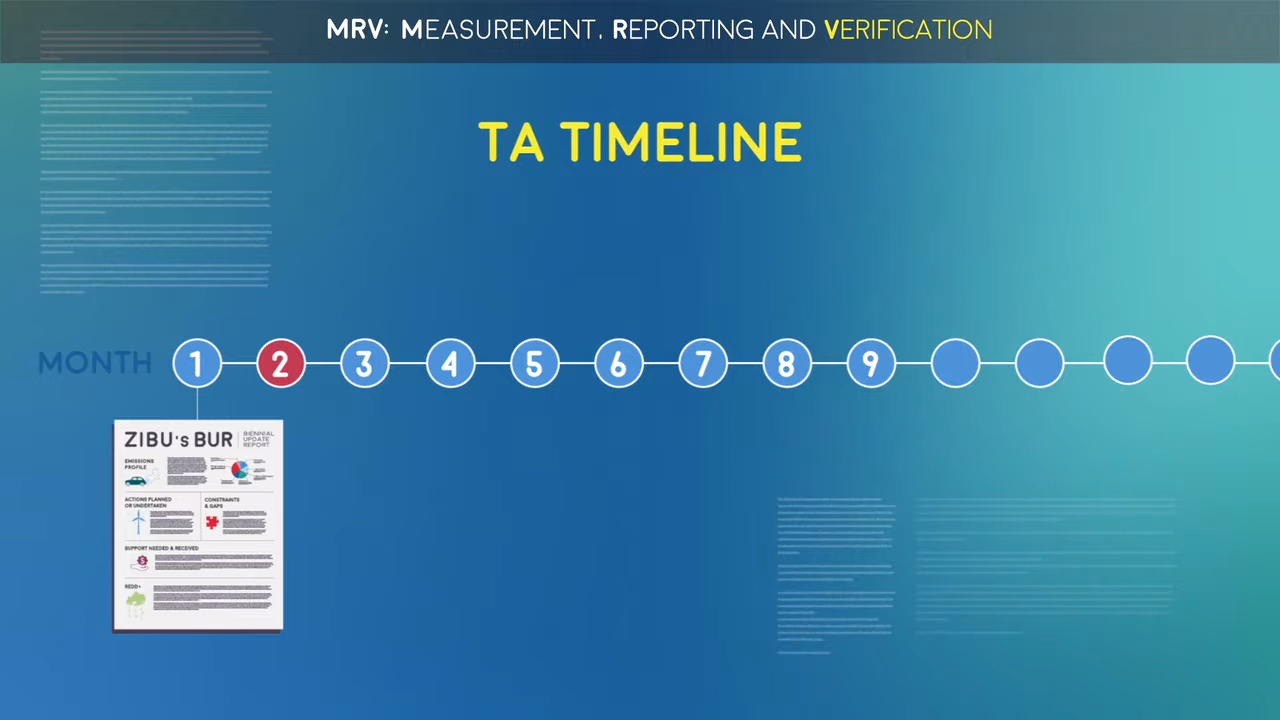 MRV: MEASUREMENT, REPORTING AND VERIFICATION
TA TIMELINE
MONTH 1 2 3 4 5 6 7 8 9
ZIBU's BUR
BIENNIAL
UPDATE
REPORT
EMISSIONS
PROFILE
ACTIONS PLANNED
OR UNDERTAKEN
CONSTRAINTS
& GAPS
SUPPORT NEEDED & RECEIVED
REDD+